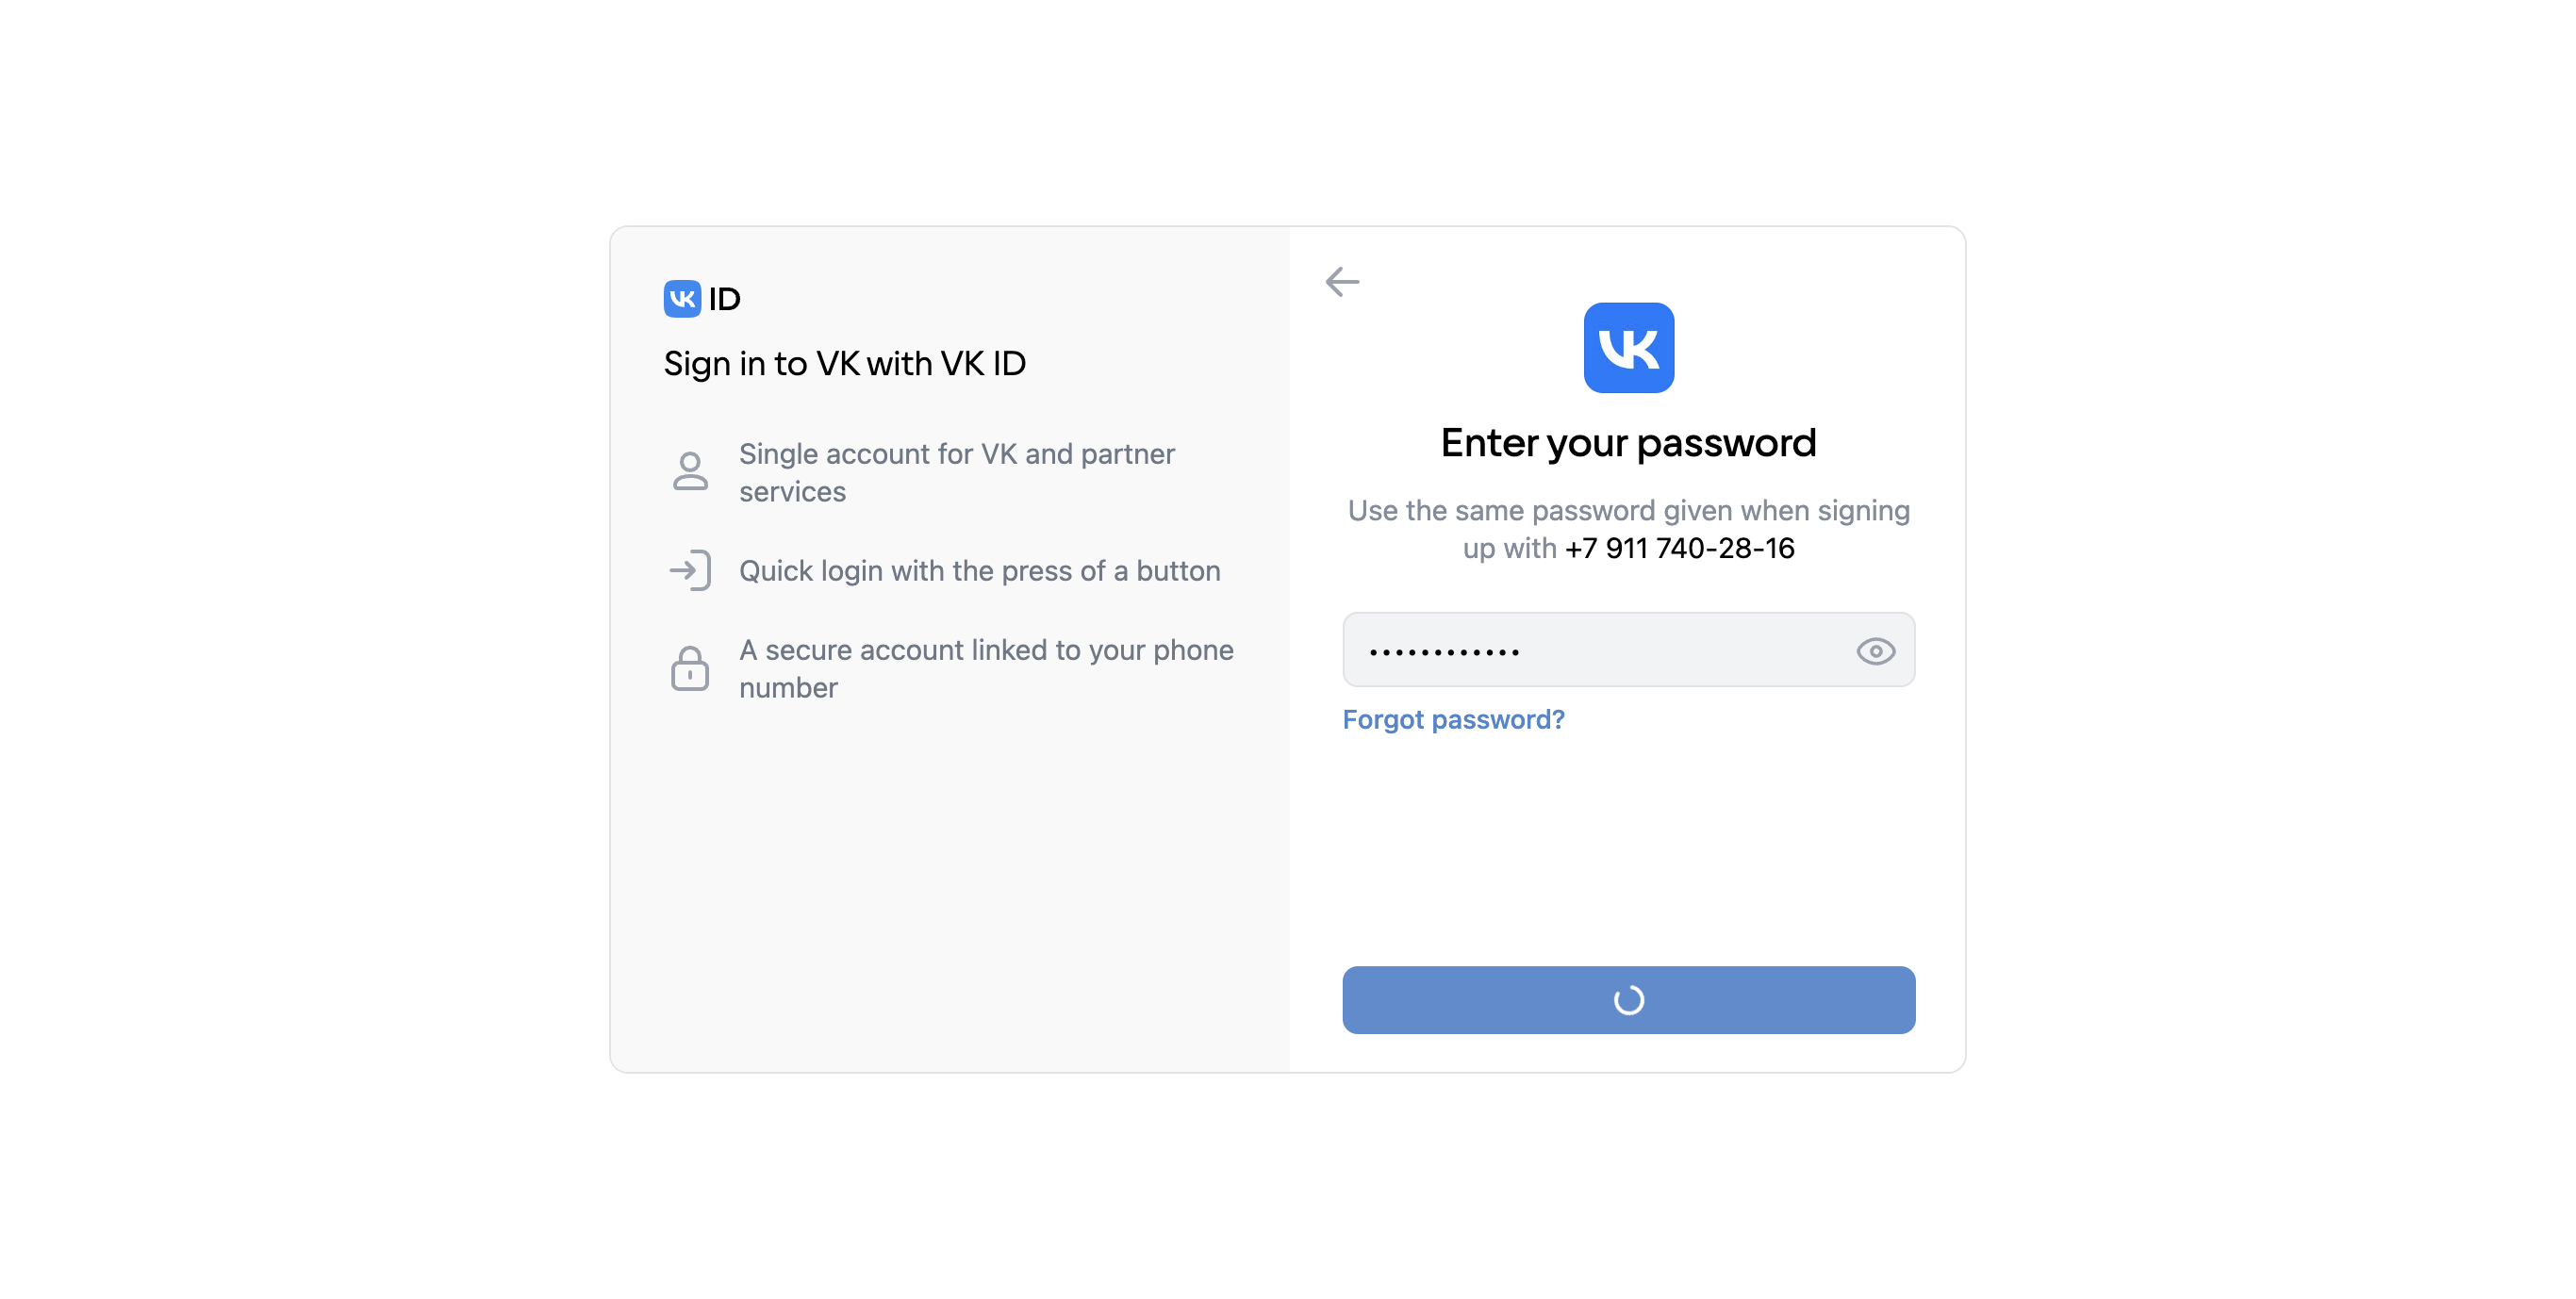 VK ID
Sign in to VK with VK ID
Single account for VK and partner
services
Quick login with the press of a button
A secure account linked to your phone
number
VK
Enter your password
Use the same password given when signing
up with +7 911 740-28-16
••••••••••••
Forgot password?